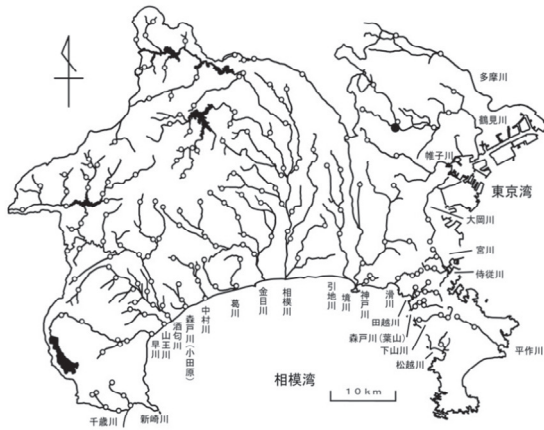 多摩川
鶴見川
帷子川
東京湾
大岡川
宮川
侍従川
平作川
滑川
田越川
森戸川(葉山)
下山川
松越川
神戸川
境川
引地川
相模川
金目川
葛川
中村川
森戸川(小田原)
酒匂川
山王川
早川
新崎川
千歳川
相模湾
10km